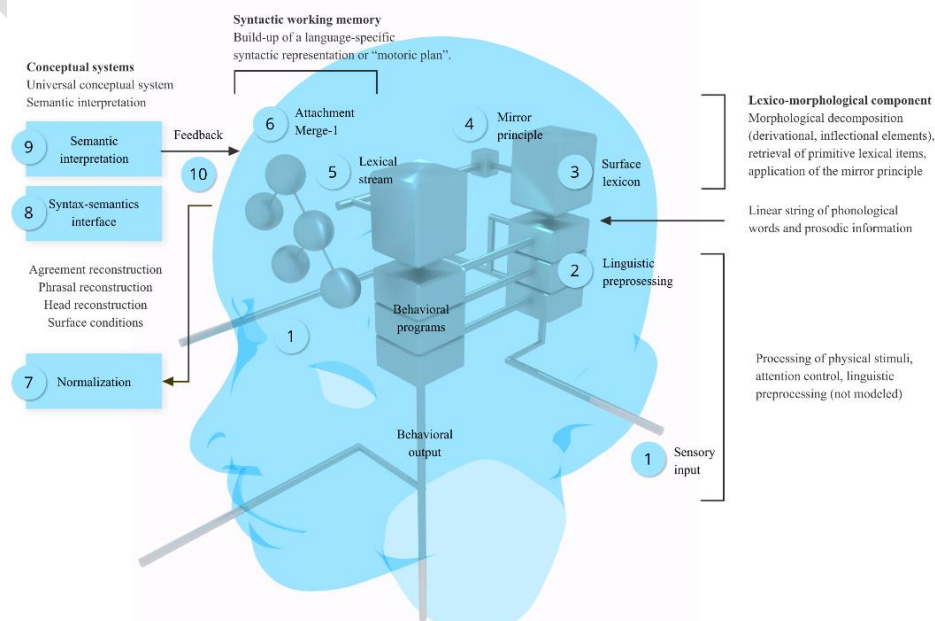 Syntactic working memory
Build-up of a language-specific
syntactic representation or “motoric plan”.
Conceptual systems
Universal conceptual system
Semantic interpretation
9
Semantic
interpretation
Feedback
10
8
Syntax-semantics
interface
Agreement reconstruction
Phrasal reconstruction
Head reconstruction
Surface conditions
7
Normalization
6
Attachment
Merge-1
5
Lexical
stream
4
Mirror
principle
3
Surface
lexicon
2
Linguistic
preprosessing
1
Behavioral
programs
Behavioral
output
1
Sensory
input
Lexico-morphological component
Morphological decomposition
(derivational, inflectional elements),
retrieval of primitive lexical items,
application of the mirror principle
Linear string of phonological
words and prosodic information
Processing of physical stimuli,
attention control, linguistic
preprocessing (not modeled)